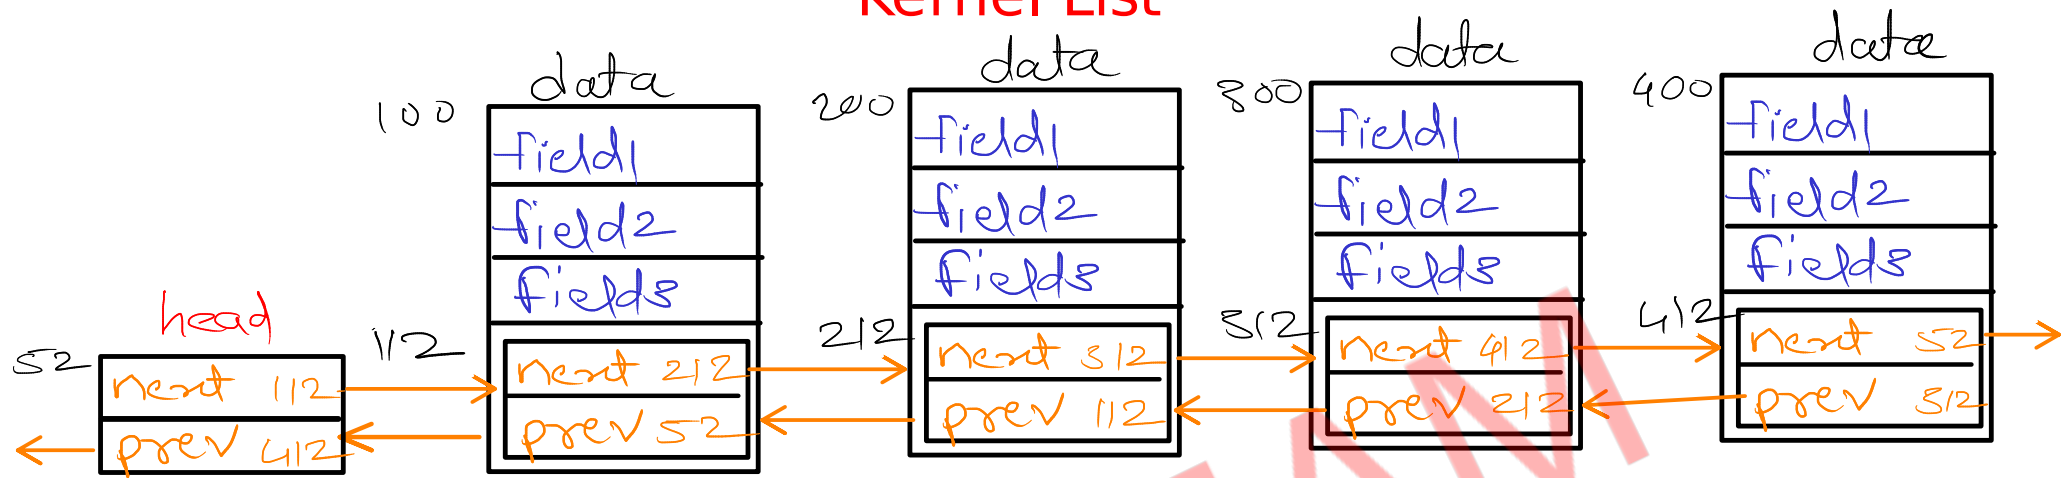 Kernel List
data
data
data
data
100
200
300
400
field1
field1
field1
field1
field2
field2
field2
field2
field3
field3
field3
field3
head
52
112
212
312
412
next 112
prev 412
next 212
prev 52
next 312
prev 112
next 412
prev 212
next 52
prev 312